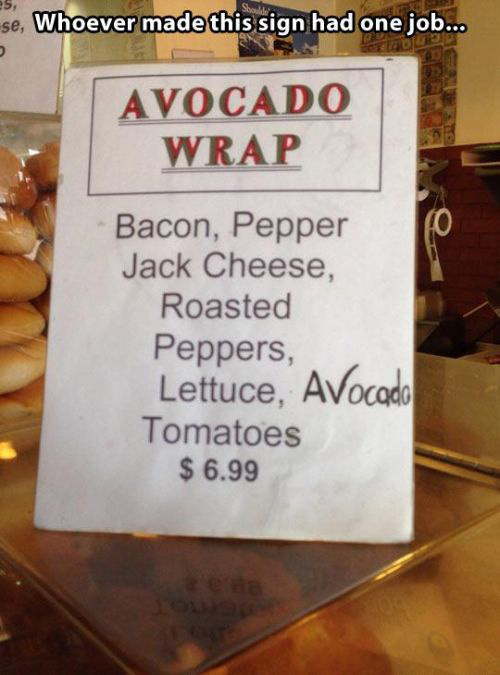 Whoever made this sign had one job...
AVOCADO
WRAP
Bacon, Pepper
Jack Cheese,
Roasted
Peppers,
Lettuce, AVocado
Tomatoes
$ 6.99